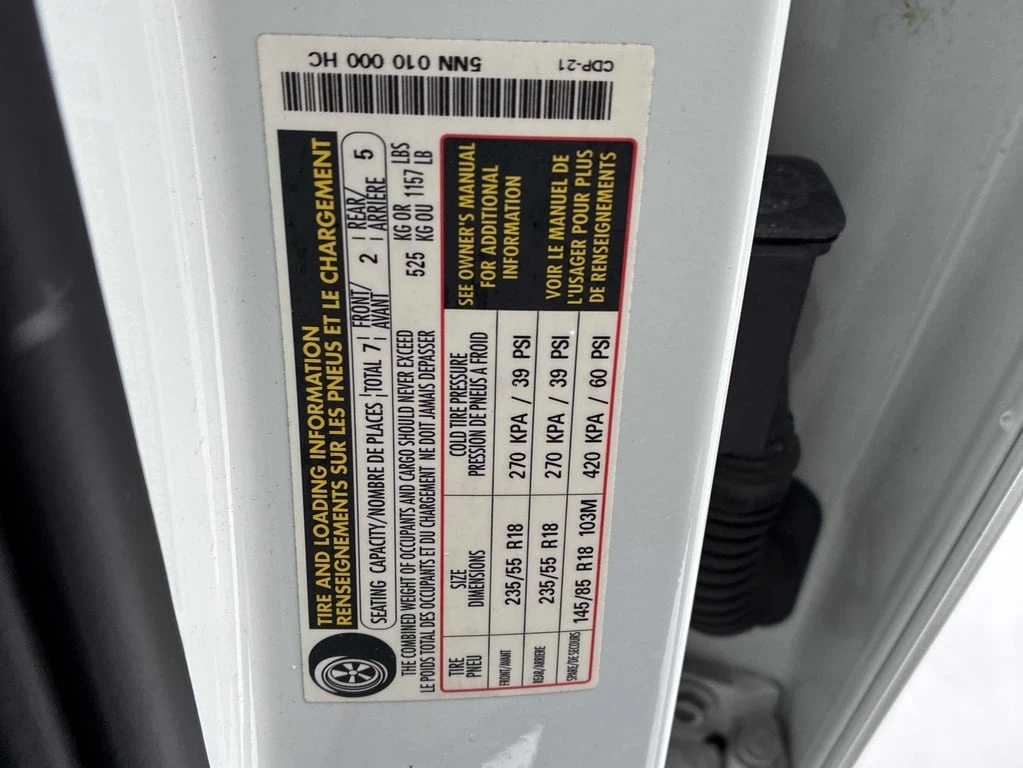 5NN 010 000 HC
CDP-21
TIRE AND LOADING INFORMATION
RENSEIGNEMENTS SUR LES PNEUS ET LE CHARGEMENT
SEATING CAPACITY/NOMBRE DE PLACES | TOTAL 7 | FRONT/AVANT 2 | REAR/ARRIÈRE 5
THE COMBINED WEIGHT OF OCCUPANTS AND CARGO SHOULD NEVER EXCEED 525 KG OR 1157 LBS
LE POIDS TOTAL DES OCCUPANTS ET DU CHARGEMENT NE DOIT JAMAIS DEPASSER KG OU LB
TIRE
PNEU
SIZE
DIMENSIONS
COLD TIRE PRESSURE
PRESSION DE PNEUS A FROID
FRONT/AVANT 235/55 R18 270 KPA / 39 PSI
REAR/ARRIERE 235/55 R18 270 KPA / 39 PSI
SPARE/DE SECOURS 145/85 R18 103M 420 KPA / 60 PSI
SEE OWNER'S MANUAL
FOR ADDITIONAL
INFORMATION
VOIR LE MANUEL DE
L'USAGER POUR PLUS
DE RENSEIGNEMENTS